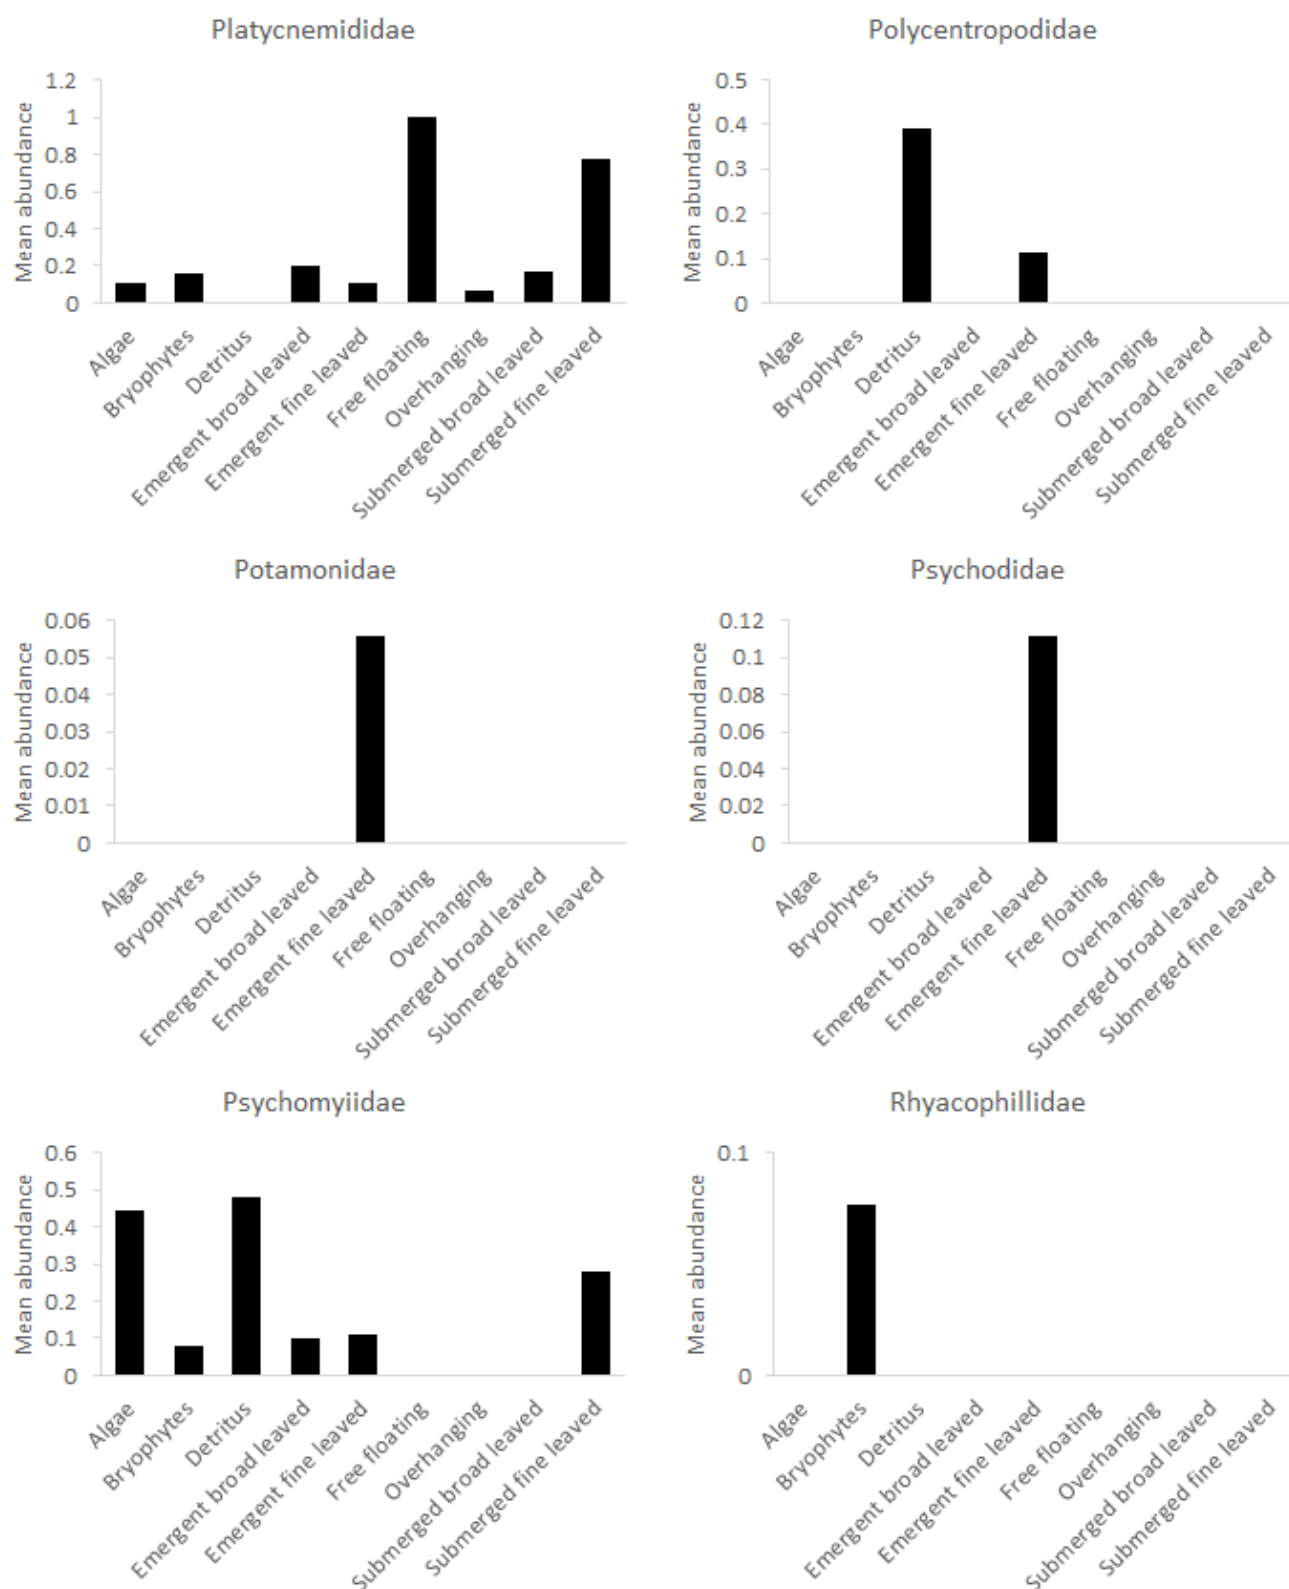 Platycnemididae
Mean abundance
1.2
1
0.8
0.6
0.4
0.2
0
Algae
Bryophytes
Detritus
Emergent broad leaved
Emergent fine leaved
Free floating
Overhanging
Submerged broad leaved
Submerged fine leaved
Polycentropodidae
Mean abundance
0.5
0.4
0.3
0.2
0.1
0
Algae
Bryophytes
Detritus
Emergent broad leaved
Emergent fine leaved
Free floating
Overhanging
Submerged broad leaved
Submerged fine leaved
Potamonidae
Mean abundance
0.06
0.05
0.04
0.03
0.02
0.01
0
Algae
Bryophytes
Detritus
Emergent broad leaved
Emergent fine leaved
Free floating
Overhanging
Submerged broad leaved
Submerged fine leaved
Psychodidae
Mean abundance
0.12
0.1
0.08
0.06
0.04
0.02
0
Algae
Bryophytes
Detritus
Emergent broad leaved
Emergent fine leaved
Free floating
Overhanging
Submerged broad leaved
Submerged fine leaved
Psychomyiidae
Mean abundance
0.6
0.5
0.4
0.3
0.2
0.1
0
Algae
Bryophytes
Detritus
Emergent broad leaved
Emergent fine leaved
Free floating
Overhanging
Submerged broad leaved
Submerged fine leaved
Rhyacophillidae
Mean abundance
0.1
0
Algae
Bryophytes
Detritus
Emergent broad leaved
Emergent fine leaved
Free floating
Overhanging
Submerged broad leaved
Submerged fine leaved